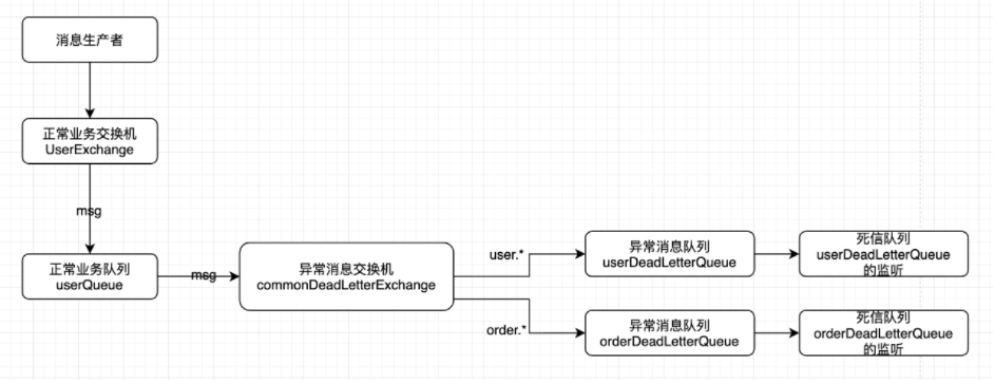 消息生产者
正常业务交换机
UserExchange
msg
正常业务队列
userQueue
msg
异常消息交换机
commonDeadLetterExchange
user.*
异常消息队列
userDeadLetterQueue
死信队列
userDeadLetterQueue
的监听
order.*
异常消息队列
orderDeadLetterQueue
死信队列
orderDeadLetterQueue
的监听